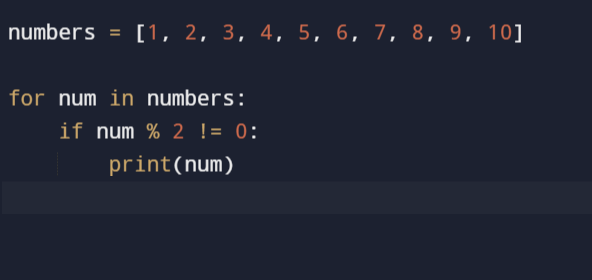 numbers = [1, 2, 3, 4, 5, 6, 7, 8, 9, 10]
for num in numbers:
    if num % 2 != 0:
        print(num)